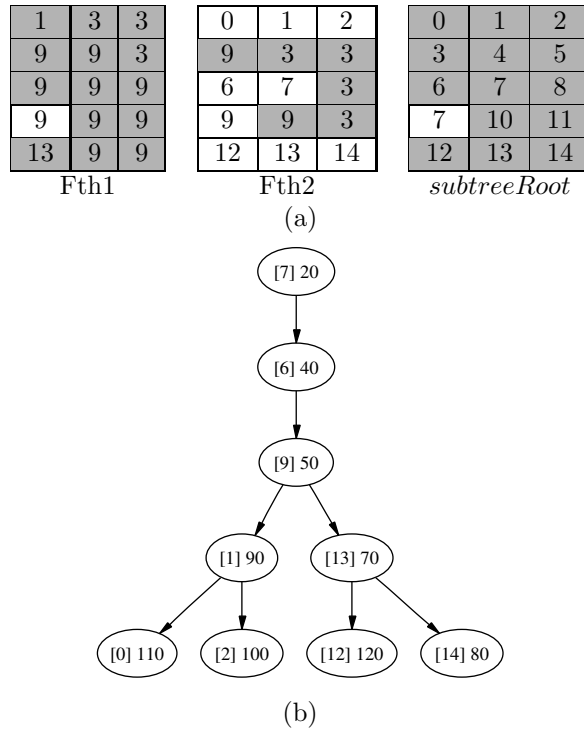 1 3 3 0 1 2 0 1 2
9 9 3 9 3 3 3 4 5
9 9 9 6 7 3 6 7 8
9 9 9 9 9 3 7 10 11
13 9 9 12 13 14 12 13 14
Fth1 Fth2 subtreeRoot
(a)
[7] 20
[6] 40
[9] 50
[1] 90 [13] 70
[0] 110 [2] 100 [12] 120 [14] 80
(b)